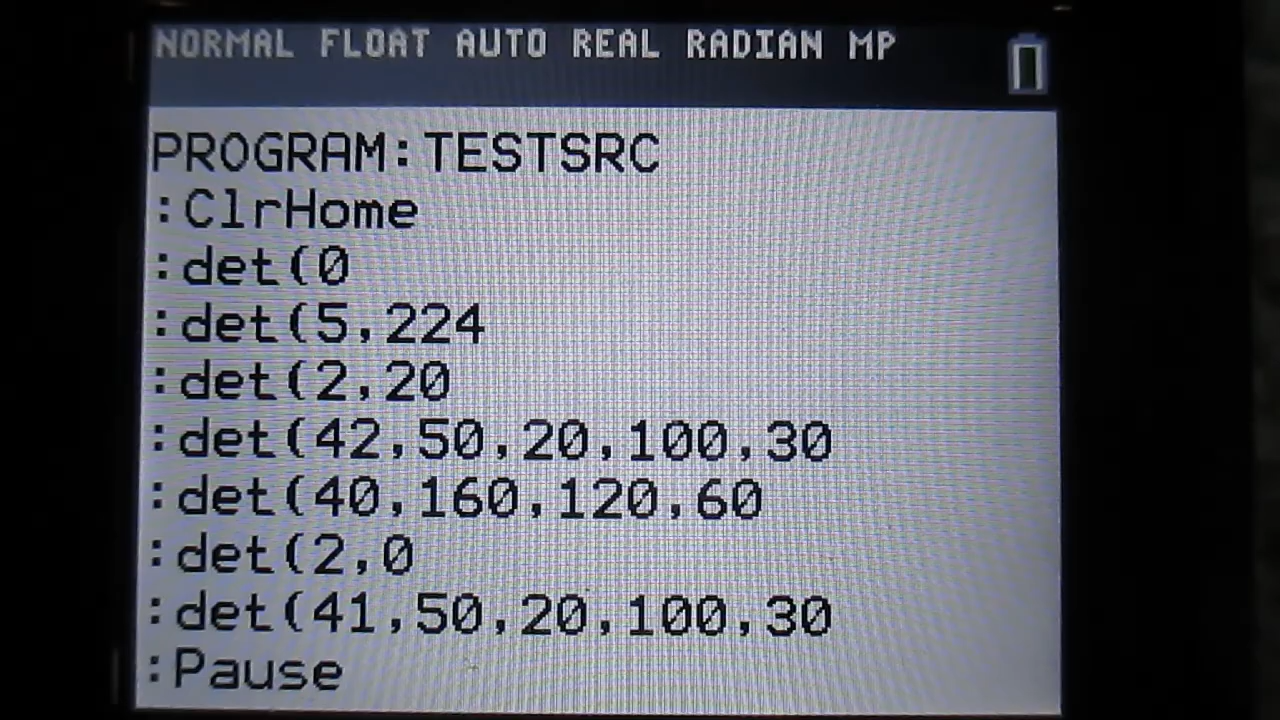 NORMAL FLOAT AUTO REAL RADIAN MP
PROGRAM:TESTSRC
:ClrHome
:det(0
:det(5,224
:det(2,20
:det(42,50,20,100,30
:det(40,160,120,60
:det(2,0
:det(41,50,20,100,30
:Pause